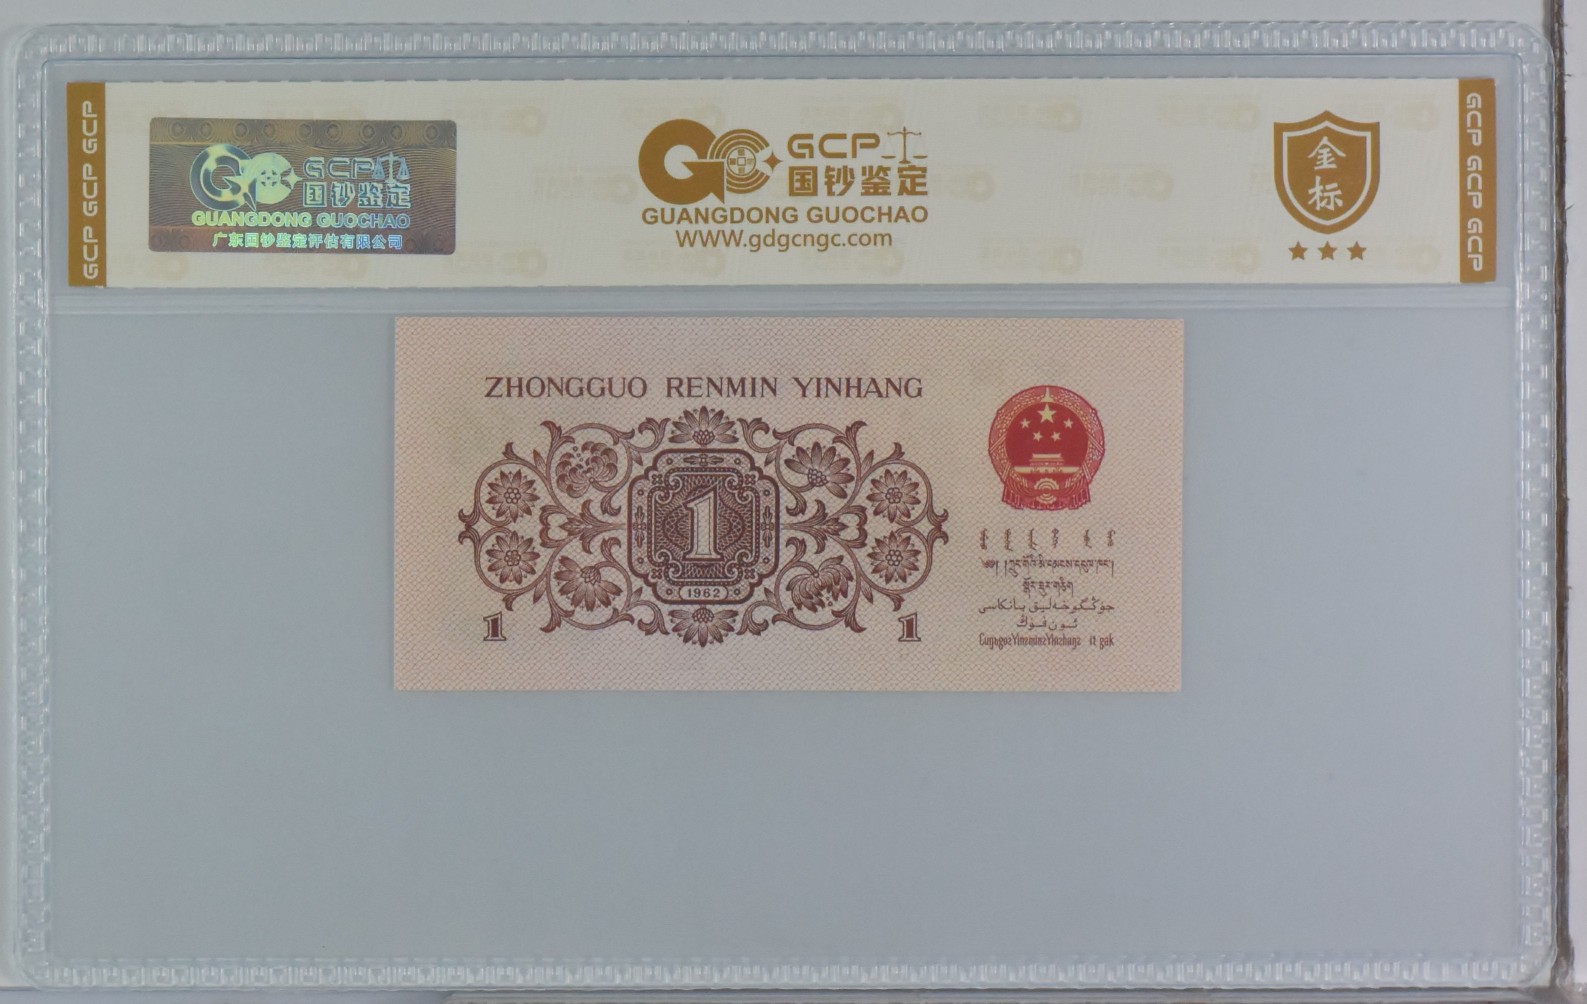 GCP GCP GCP
GCP
国钞鉴定
GUANGDONG GUOCHAO
广东国钞鉴定评估有限公司
GCP
国钞鉴定
GUANGDONG GUOCHAO
WWW.gdgcngc.com
金
标
GCP GCP GCP
ZHONGGUO RENMIN YINHANG
1
1962
1
1